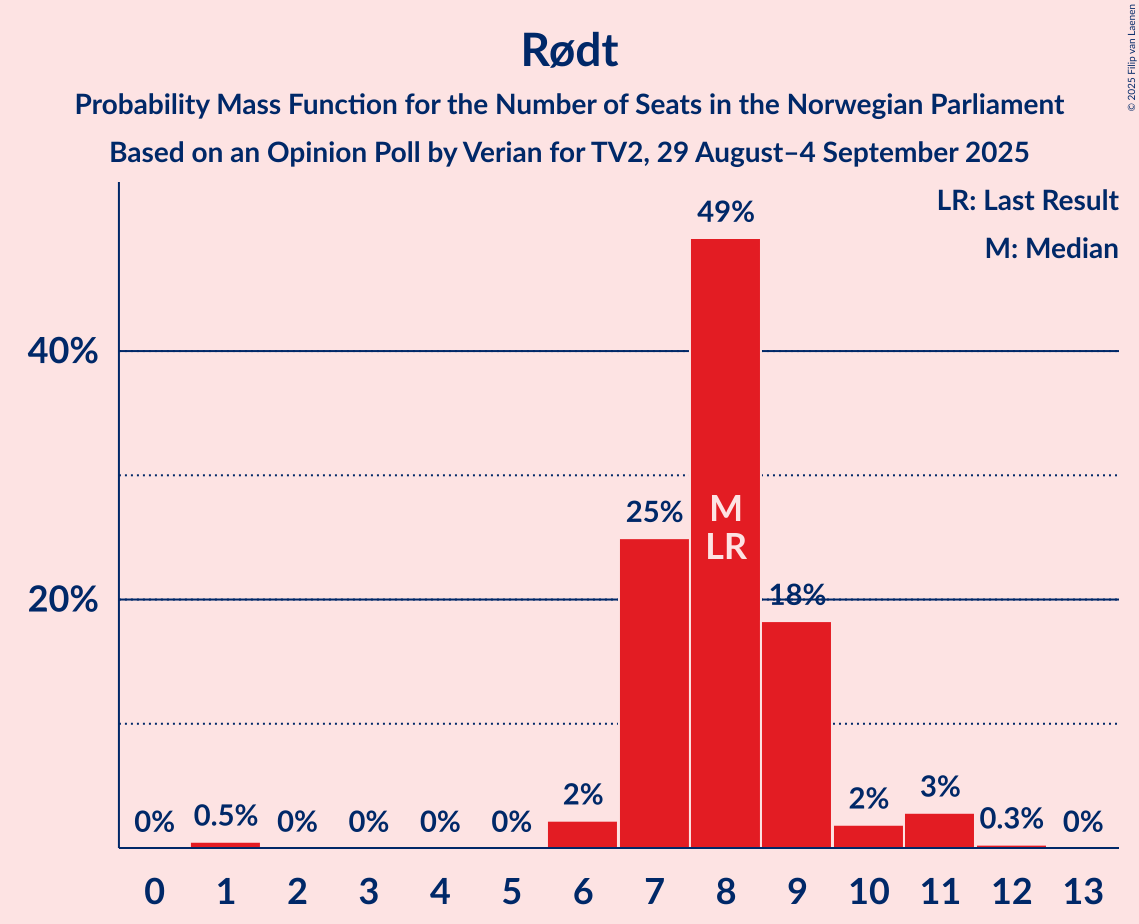 Rødt
Probability Mass Function for the Number of Seats in the Norwegian Parliament
Based on an Opinion Poll by Verian for TV2, 29 August–4 September 2025
© 2025 Filip van Laenen
LR: Last Result
M: Median
40%
20%
0%
0.5%
0%
0%
0%
0%
2%
25%
49%
M
LR
18%
2%
3%
0.3%
0%
0 1 2 3 4 5 6 7 8 9 10 11 12 13